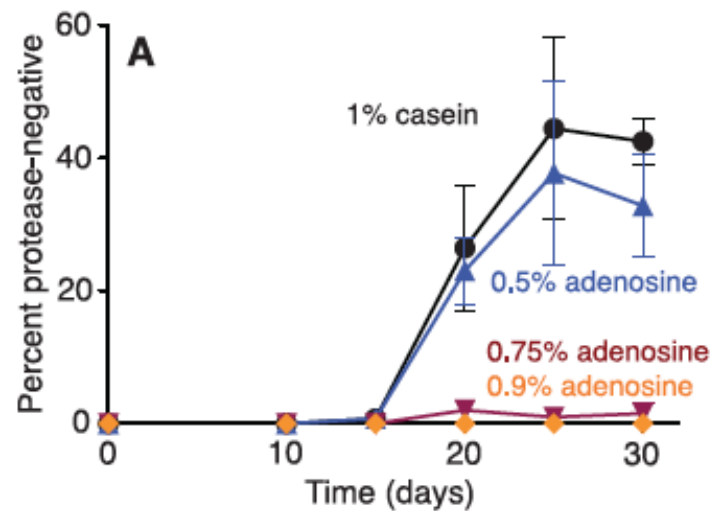 A
60
40
20
0
Percent protease-negative
1% casein
0.5% adenosine
0.75% adenosine
0.9% adenosine
0 10 20 30
Time (days)